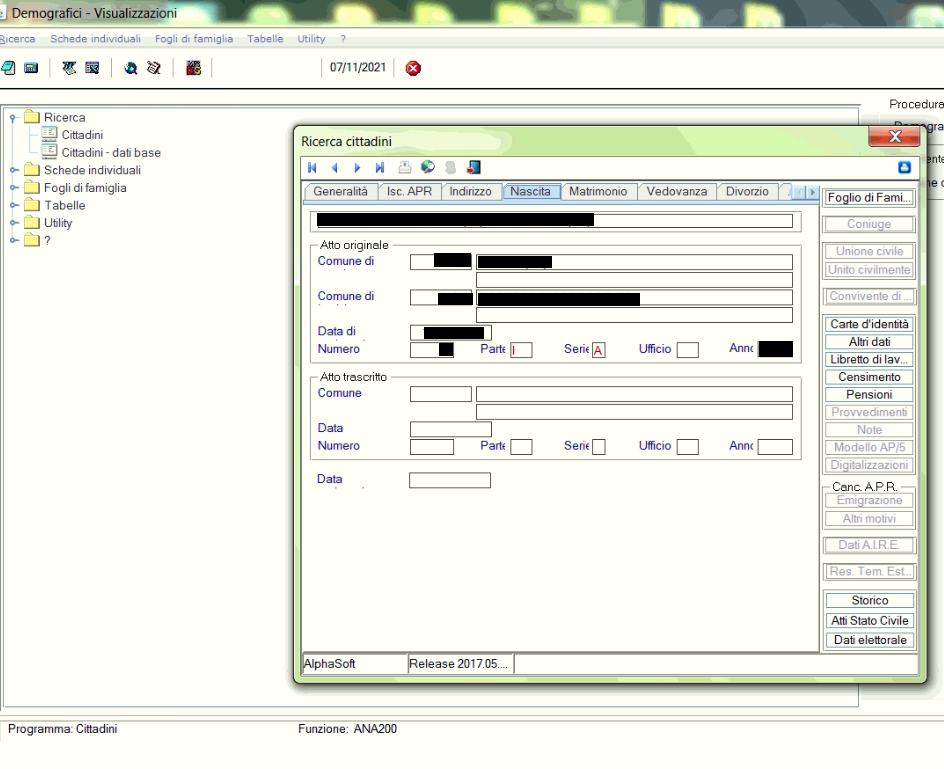 Demografici - Visualizzazioni
Ricerca Schede individuali Fogli di famiglia Tabelle Utility ?
07/11/2021
Procedura
Ricerca
Cittadini
Cittadini - dati base
Schede individuali
Fogli di famiglia
Tabelle
Utility
?
Ricerca cittadini
X
Generalità Isc. APR Indirizzo Nascita Matrimonio Vedovanza Divorzio
Atto originale
Comune di
Comune di
Data di
Numero Parte I Serie A Ufficio Anno
Atto trascritto
Comune
Data
Numero Parte Serie Ufficio Anno
Data
Foglio di Fami...
Coniuge
Unione civile
Unito civilmente
Convivente di ...
Carte d'identità
Altri dati
Libretto di lav...
Censimento
Pensioni
Provvedimenti
Note
Modello AP/5
Digitalizzazioni
Canc. A.P.R.
Emigrazione
Altri motivi
Dati A.I.R.E.
Res. Tem. Est...
Storico
Atti Stato Civile
Dati elettorale
AlphaSoft Release 2017.05....
Programma: Cittadini Funzione: ANA200